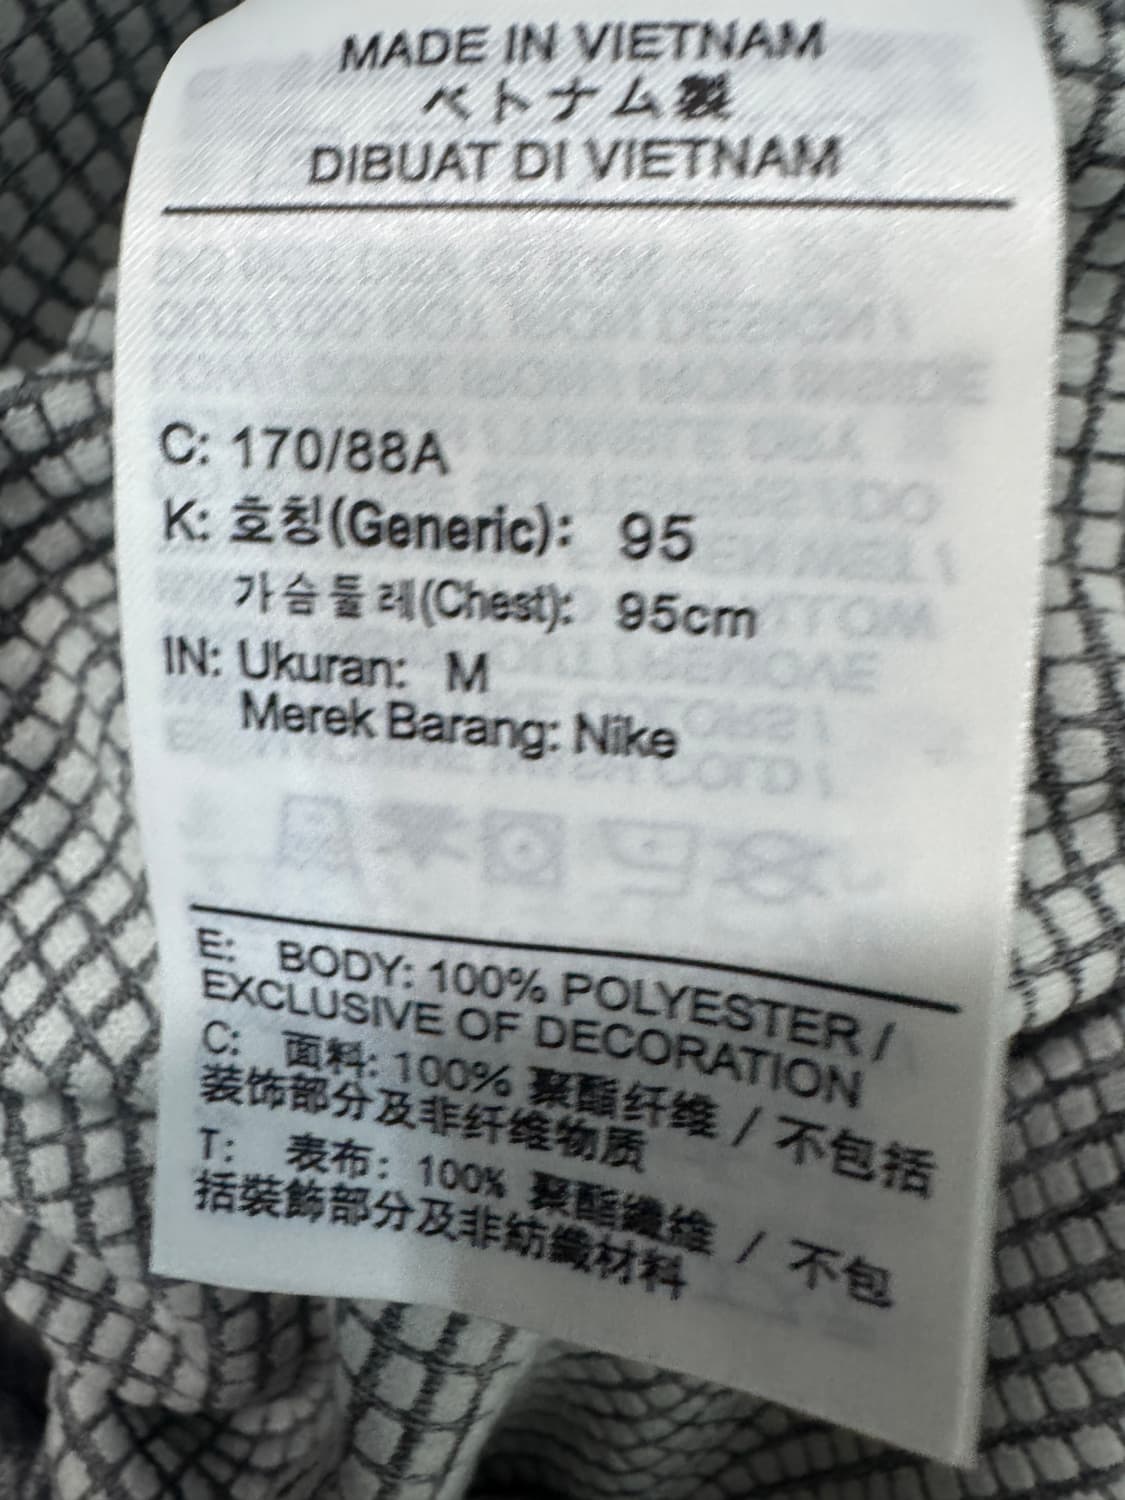 MADE IN VIETNAM
ベトナム製
DIBUAT DI VIETNAM
C: 170/88A
K: 호칭(Generic): 95
가슴둘레(Chest): 95cm
IN: Ukuran: M
Merek Barang: Nike
E: BODY: 100% POLYESTER /
EXCLUSIVE OF DECORATION
C: 面料: 100% 聚酯纤维 / 不包括
装饰部分及非纤维物质
T: 表布: 100% 聚酯纖維 / 不包
括裝飾部分及非紡織材料